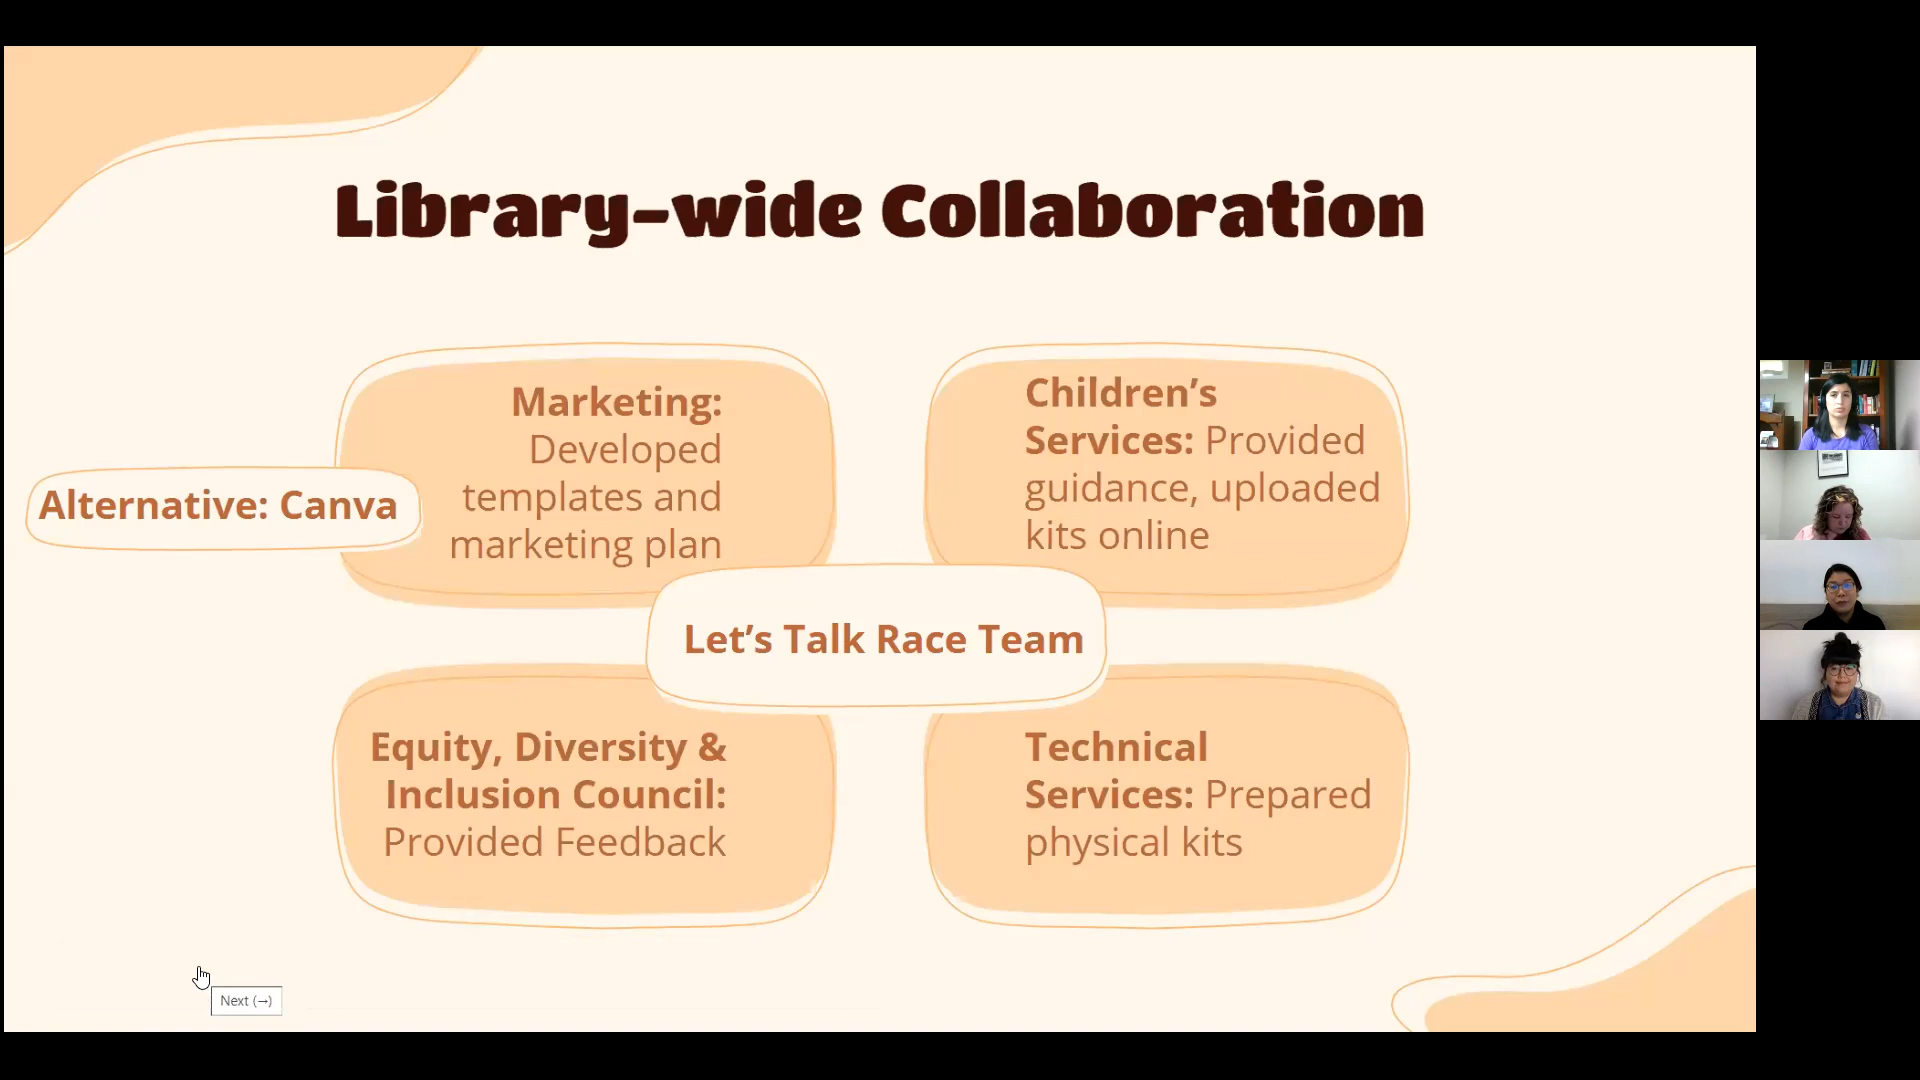 Library-wide Collaboration
Marketing:
Developed
templates and
marketing plan
Alternative: Canva
Children’s
Services: Provided
guidance, uploaded
kits online
Let’s Talk Race Team
Equity, Diversity &
Inclusion Council:
Provided Feedback
Technical
Services: Prepared
physical kits
Next (→)